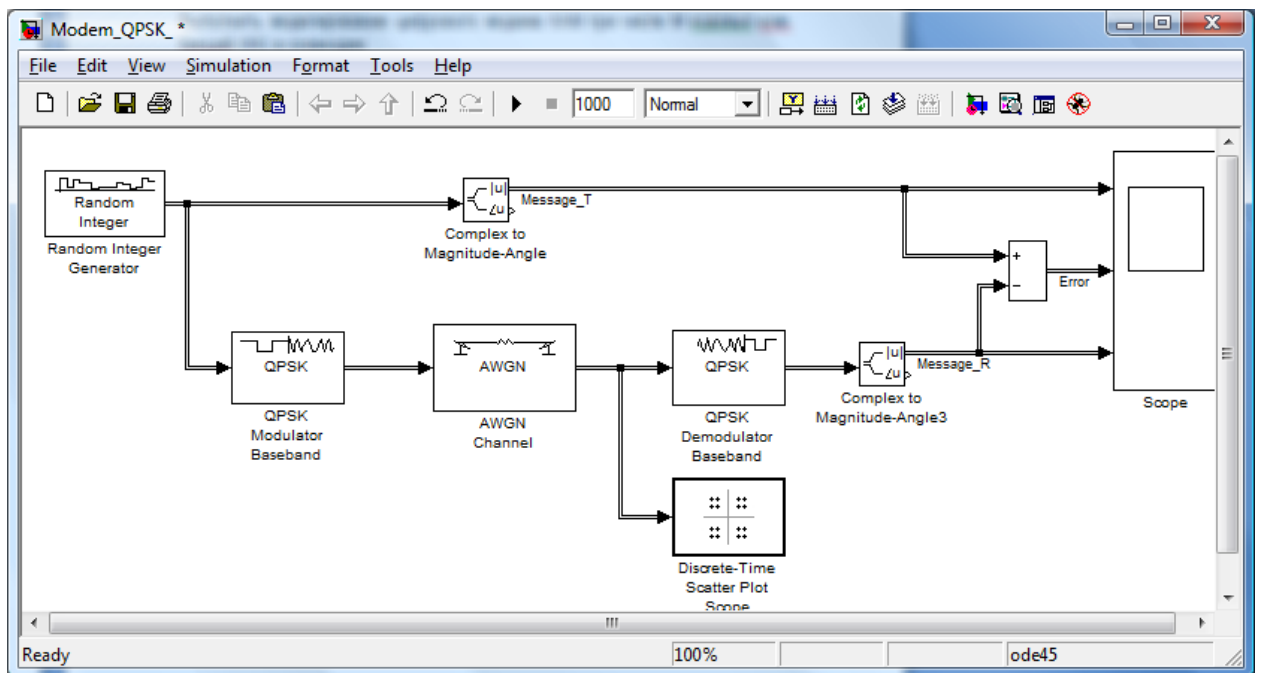 Modem_QPSK_ *
File Edit View Simulation Format Tools Help
1000 Normal
Random
Integer
Random Integer
Generator
|u|
∠u
Message_T
Complex to
Magnitude-Angle
+
−
Error
QPSK
QPSK
Modulator
Baseband
AWGN
AWGN
Channel
QPSK
QPSK
Demodulator
Baseband
|u|
∠u
Message_R
Complex to
Magnitude-Angle3
Scope
Discrete-Time
Scatter Plot
Scope
Ready 100% ode45